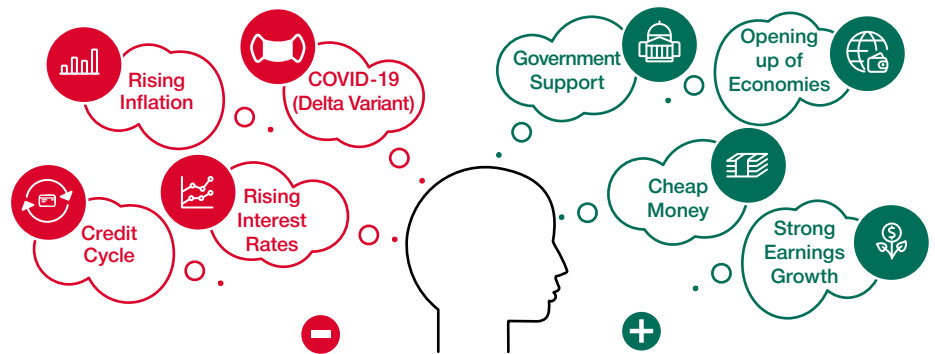 Rising
Inflation
COVID-19
(Delta Variant)
Credit
Cycle
Rising
Interest
Rates
Government
Support
Opening
up of
Economies
Cheap
Money
Strong
Earnings
Growth